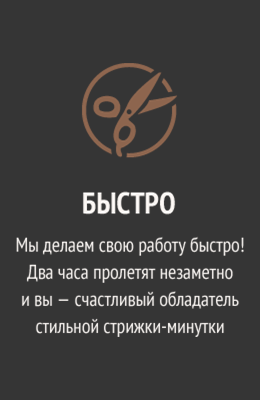 БЫСТРО
Мы делаем свою работу быстро!
Два часа пролетят незаметно
и вы — счастливый обладатель
стильной стрижки-минутки